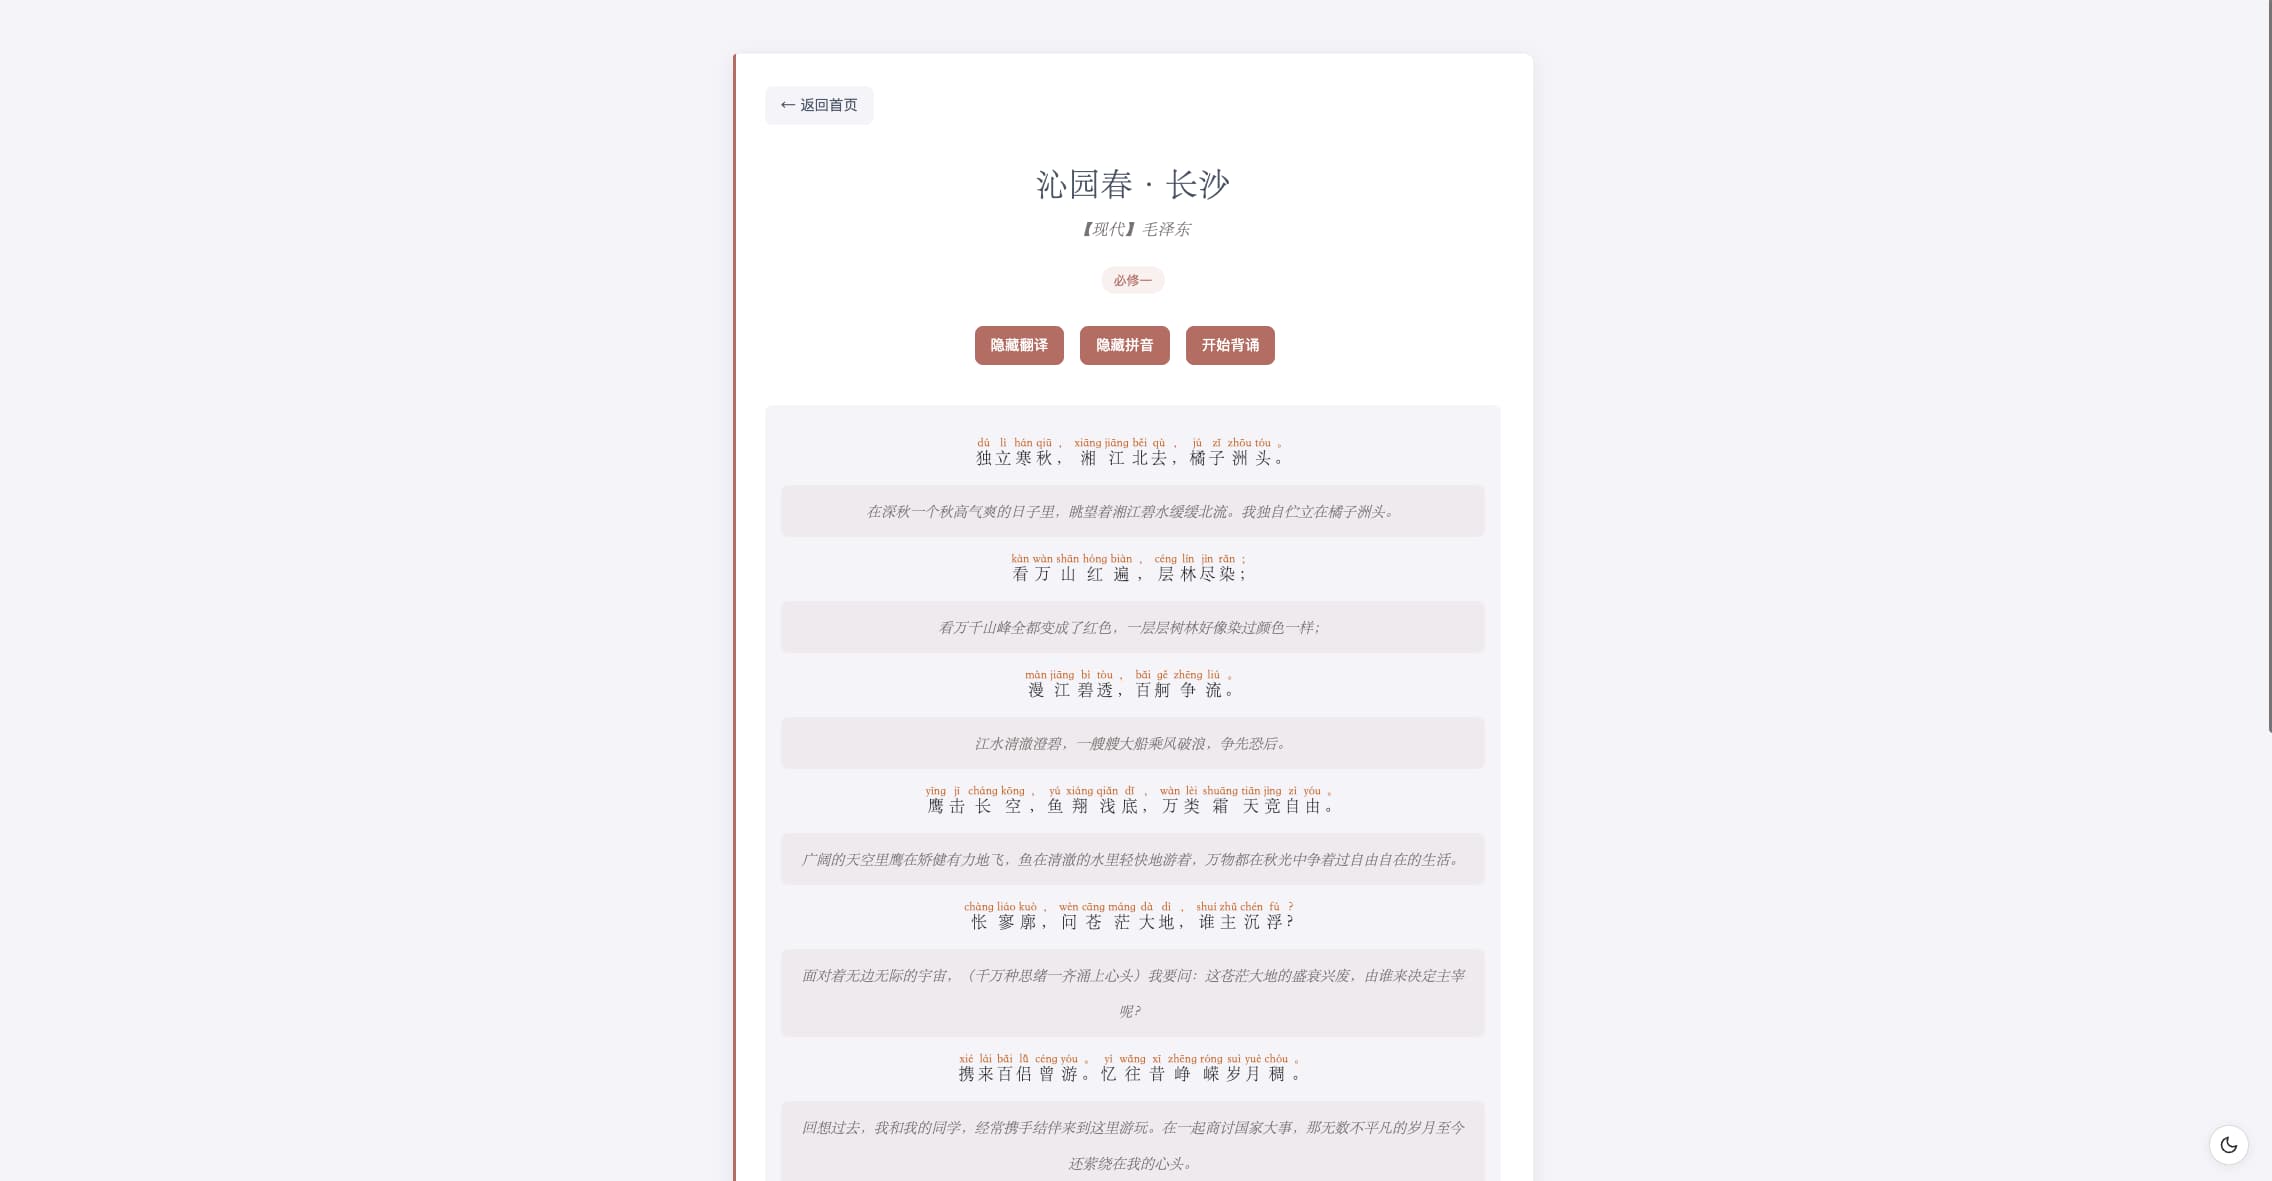 ← 返回首页
沁园春 · 长沙
【现代】毛泽东
必修一
隐藏翻译 隐藏拼音 开始背诵
dú lì hán qiū ， xiāng jiāng běi qù ， jú zǐ zhōu tóu 。
独立寒秋，湘江北去，橘子洲头。
在深秋一个秋高气爽的日子里，眺望着湘江碧水缓缓北流。我独自伫立在橘子洲头。
kàn wàn shān hóng biàn ， céng lín jìn rǎn ；
看万山红遍，层林尽染；
看万千山峰全都变成了红色，一层层树林好像染过颜色一样；
màn jiāng bì tòu ， bǎi gě zhēng liú 。
漫江碧透，百舸争流。
江水清澈澄碧，一艘艘大船乘风破浪，争先恐后。
yīng jī cháng kōng ， yú xiáng qiǎn dǐ ， wàn lèi shuāng tiān jìng zì yóu 。
鹰击长空，鱼翔浅底，万类霜天竞自由。
广阔的天空里鹰在矫健有力地飞，鱼在清澈的水里轻快地游着，万物都在秋光中争着过自由自在的生活。
chàng liáo kuò ， wèn cāng máng dà dì ， shuí zhǔ chén fú ？
怅寥廓，问苍茫大地，谁主沉浮？
面对着无边无际的宇宙，（千万种思绪一齐涌上心头）我要问：这苍茫大地的盛衰兴废，由谁来决定主宰
呢？
xié lái bǎi lǚ céng yóu 。 yì wǎng xī zhēng róng suì yuè chóu 。
携来百侣曾游。忆往昔峥嵘岁月稠。
回想过去，我和我的同学，经常携手结伴来到这里游玩。在一起商讨国家大事，那无数不平凡的岁月至今
还萦绕在我的心头。